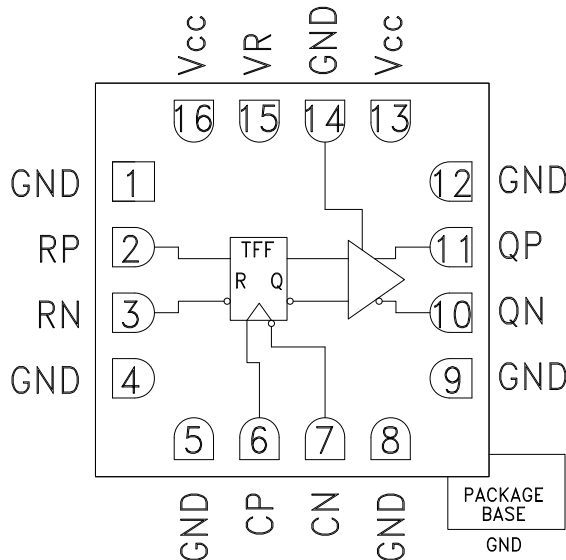 Vcc VR GND Vcc
16 15 14 13
GND 1 12 GND
RP 2 TFF 11 QP
R Q
RN 3 10 QN
GND 4 9 GND
5 6 7 8
GND CP CN GND
PACKAGE
BASE
GND